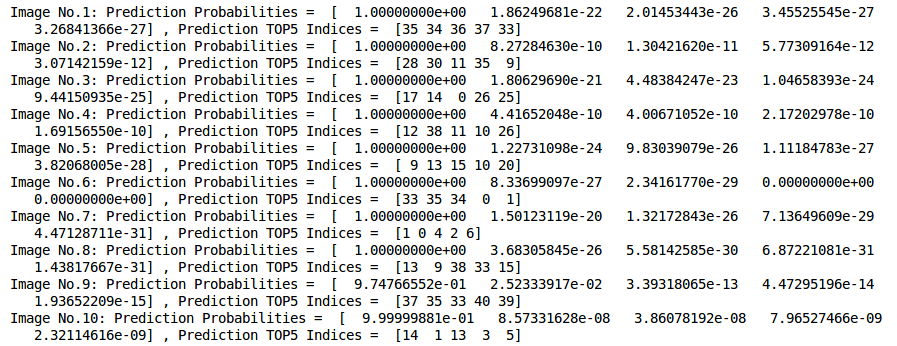 Image No.1: Prediction Probabilities =  [  1.00000000e+00   1.86249681e-22   2.01453443e-26   3.45525545e-27
   3.26841366e-27] , Prediction TOP5 Indices =  [35 34 36 37 33]
Image No.2: Prediction Probabilities =  [  1.00000000e+00   8.27284630e-10   1.30421620e-11   5.77309164e-12
   3.07142159e-12] , Prediction TOP5 Indices =  [28 30 11 35  9]
Image No.3: Prediction Probabilities =  [  1.00000000e+00   1.80629690e-21   4.48384247e-23   1.04658393e-24
   9.44150935e-25] , Prediction TOP5 Indices =  [17 14  0 26 25]
Image No.4: Prediction Probabilities =  [  1.00000000e+00   4.41652048e-10   4.00671052e-10   2.17202978e-10
   1.69156550e-10] , Prediction TOP5 Indices =  [12 38 11 10 26]
Image No.5: Prediction Probabilities =  [  1.00000000e+00   1.22731098e-24   9.83039079e-26   1.11184783e-27
   3.82068005e-28] , Prediction TOP5 Indices =  [ 9 13 15 10 20]
Image No.6: Prediction Probabilities =  [  1.00000000e+00   8.33699097e-27   2.34161770e-29   0.00000000e+00
   0.00000000e+00] , Prediction TOP5 Indices =  [33 35 34  0  1]
Image No.7: Prediction Probabilities =  [  1.00000000e+00   1.50123119e-20   1.32172843e-26   7.13649609e-29
   4.47128711e-31] , Prediction TOP5 Indices =  [1 0 4 2 6]
Image No.8: Prediction Probabilities =  [  1.00000000e+00   3.68305845e-26   5.58142585e-30   6.87221081e-31
   1.43817667e-31] , Prediction TOP5 Indices =  [13  9 38 33 15]
Image No.9: Prediction Probabilities =  [  9.74766552e-01   2.52333917e-02   3.39318065e-13   4.47295196e-14
   1.93652209e-15] , Prediction TOP5 Indices =  [37 35 33 40 39]
Image No.10: Prediction Probabilities =  [  9.99999881e-01   8.57331628e-08   3.86078192e-08   7.96527466e-09
   2.32114616e-09] , Prediction TOP5 Indices =  [14  1 13  3  5]